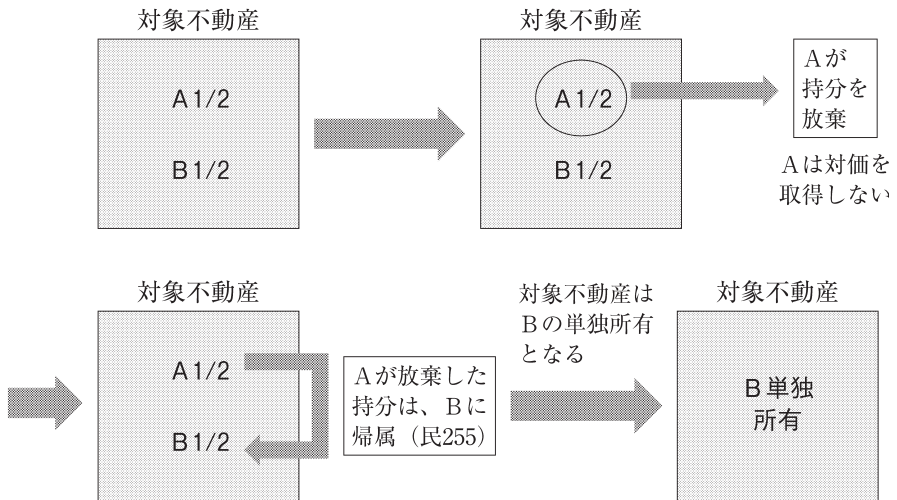 対象不動産
A1/2
B1/2
対象不動産
A1/2
B1/2
Aが
持分を
放棄
Aは対価を
取得しない
対象不動産
A1/2
B1/2
Aが放棄した
持分は、Bに
帰属（民255）
対象不動産は
Bの単独所有
となる
対象不動産
B単独
所有